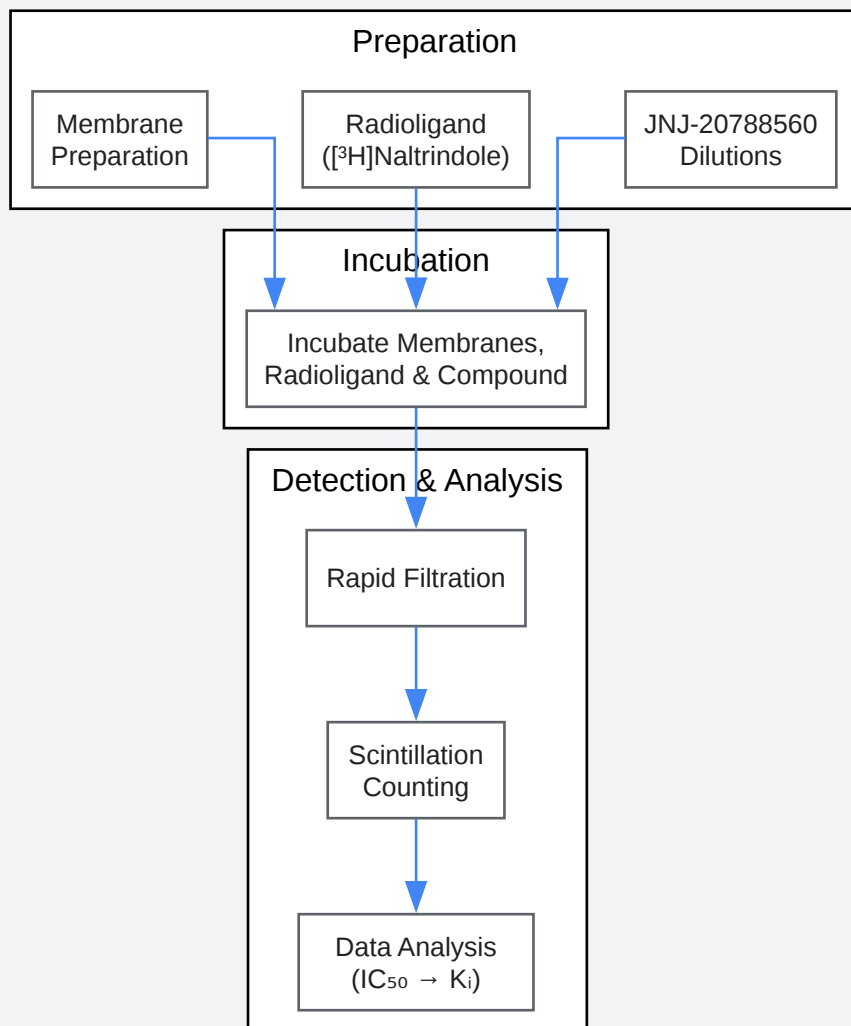 Preparation
Membrane
Preparation
Radioligand
([³H]Naltrindole)
JNJ-20788560
Dilutions
Incubation
Incubate Membranes,
Radioligand & Compound
Detection & Analysis
Rapid Filtration
Scintillation
Counting
Data Analysis
(IC₅₀ → Kᵢ)